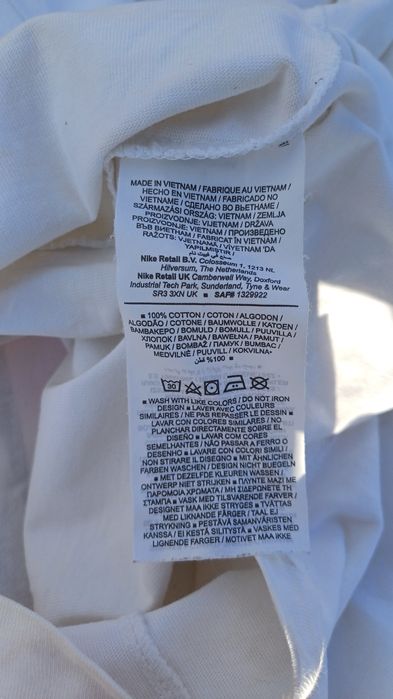 MADE IN VIETNAM / FABRIQUE AU VIETNAM /
HECHO EN VIETNAM / FABRICADO NO
VIETNAME / СДЕЛАНО ВО ВЬЕТНАМЕ /
SZÁRMAZÁSI ORSZÁG: VIETNAM / ZEMLJA
PROIZVODNJE: VIJETNAM / DRŽAVA
PROIZVODNJE: VIETNAM / ПРОИЗВЕДЕНО
ВЪВ ВИЕТНАМ / FABRICAT ÎN VIETNAM /
RAŽOTS: VJETNAMĀ / VİYETNAM 'DA
YAPILMIŞTIR /
Nike Retail B.V. Colosseum 1, 1213 NL
Hilversum, The Netherlands
Nike Retail UK Camberwell Way, Doxford
Industrial Tech Park, Sunderland, Tyne & Wear
SR3 3XN UK ■ SAP# 1329922
■ 100% COTTON / COTON / ALGODON /
ALGODÃO / COTONE / BAUMWOLLE / KATOEN /
ΒΑΜΒΑΚΕΡΟ / BOMULD / BOMULL / PUUVILLA /
ХЛОПОК / BAVLNA / BAWEŁNA / PAMUT /
PAMUK / BOMBAŽ / ПАМУК / BUMBAC /
MEDVILNĖ / PUUVILL / KOKVILNA
100% قطن ■
30
■ WASH WITH LIKE COLORS / DO NOT IRON
DESIGN ■ LAVER AVEC COULEURS
SIMILAIRES / NE PAS REPASSER LE DESSIN ■
LAVAR CON COLORES SIMILARES / NO
PLANCHAR DIRECTAMENTE SOBRE EL
DISEÑO ■ LAVAR COM CORES
SEMELHANTES / NÃO PASSAR A FERRO O
DESENHO ■ LAVARE CON COLORI SIMILI /
NON STIRARE IL DISEGNO ■ MIT ÄHNLICHEN
FARBEN WASCHEN / DESIGN NICHT BUEGELN
■ MET DEZELFDE KLEUREN WASSEN /
ONTWERP NIET STRIJKEN ■ ΠΛΥΝΤΕ ΜΑΖΙ ΜΕ
ΠΑΡΟΜΟΙΑ ΧΡΩΜΑΤΑ / ΜΗ ΣΙΔΕΡΩΝΕΤΕ ΤΗ
ΣΤΑΜΠΑ ■ VASK MED TILSVARENDE FARVER /
DESIGNET MAA IKKE STRYGES ■ TVÄTTAS
MED LIKNANDE FÄRGER / TAAL EJ
STRYKNING ■ PESTÄVÄ SAMANVÄRISTEN
KANSSA / EI KESTÄ SILITYSTÄ ■ VASKES MED
LIGNENDE FARGER / MOTIVET MAA IKKE